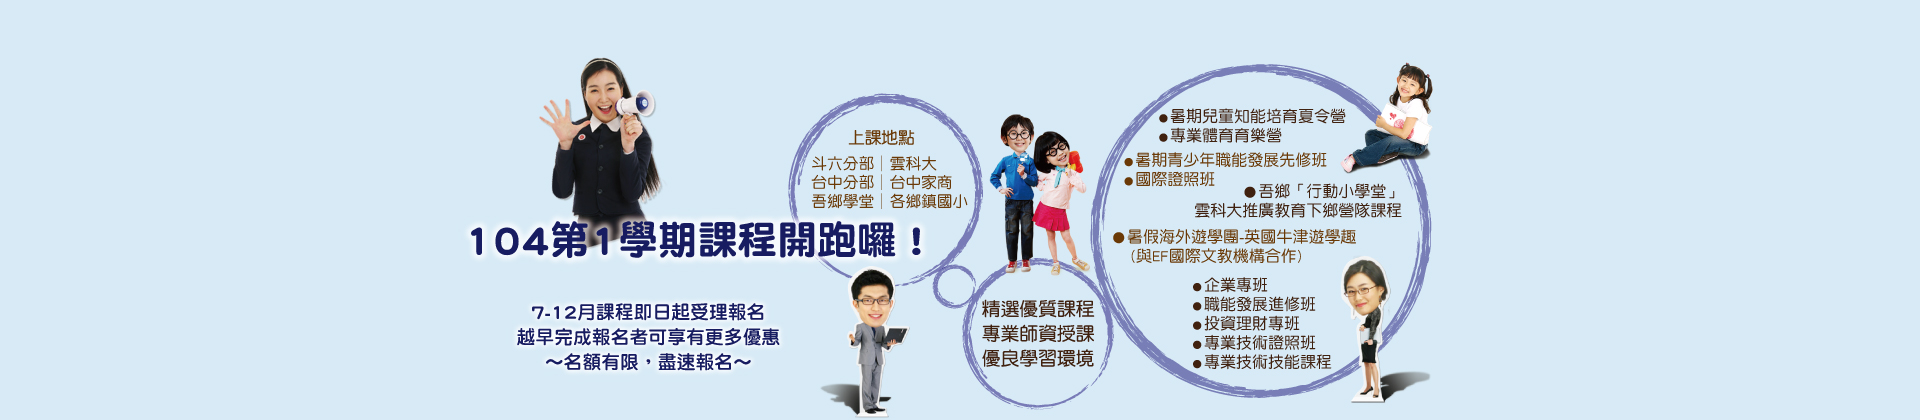 104第1學期課程開跑囉！
7-12月課程即日起受理報名
越早完成報名者可享有更多優惠
～名額有限，盡速報名～
上課地點
斗六分部｜雲科大
台中分部｜台中家商
吾鄉學堂｜各鄉鎮國小
精選優質課程
專業師資授課
優良學習環境
●暑期兒童知能培育夏令營
●專業體育育樂營
●暑期青少年職能發展先修班
●國際證照班
●吾鄉「行動小學堂」
雲科大推廣教育下鄉營隊課程
●暑假海外遊學團-英國牛津遊學趣
（與EF國際文教機構合作）
●企業專班
●職能發展進修班
●投資理財專班
●專業技術證照班
●專業技術技能課程